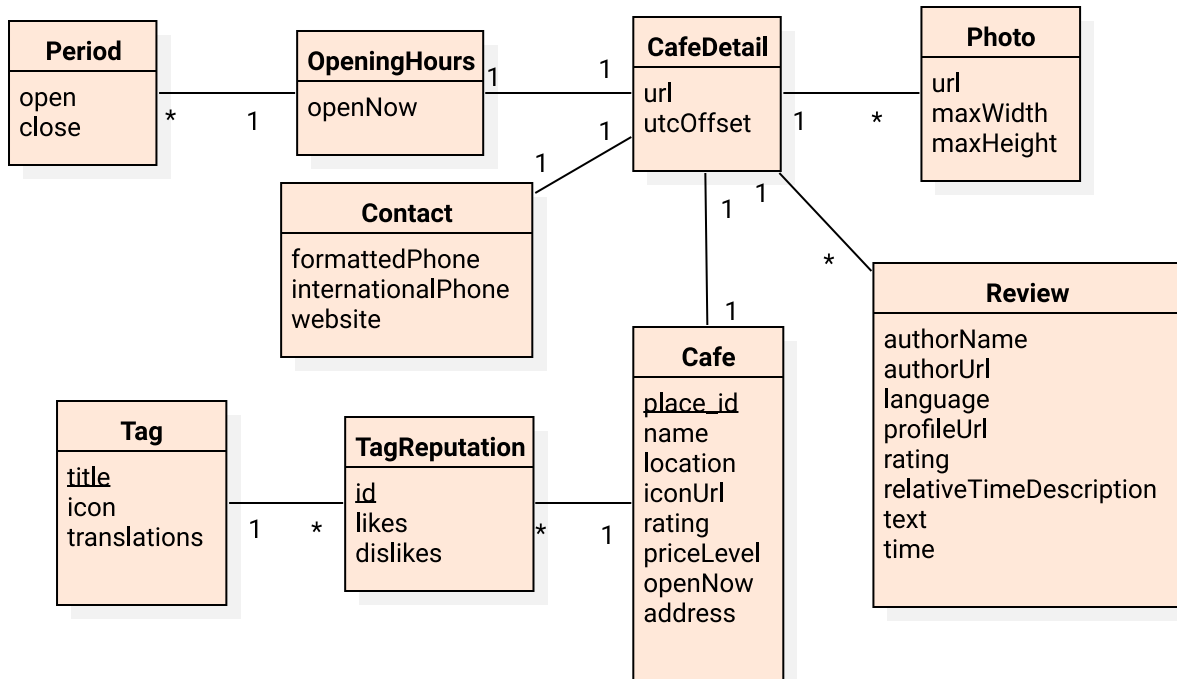 Period
open
close
*
1
OpeningHours
openNow
1
1
CafeDetail
url
utcOffset
1
*
Photo
url
maxWidth
maxHeight
1
1
Contact
formattedPhone
internationalPhone
website
1
1
1
*
Review
authorName
authorUrl
language
profileUrl
rating
relativeTimeDescription
text
time
Tag
title
icon
translations
1
*
TagReputation
id
likes
dislikes
*
1
Cafe
place_id
name
location
iconUrl
rating
priceLevel
openNow
address